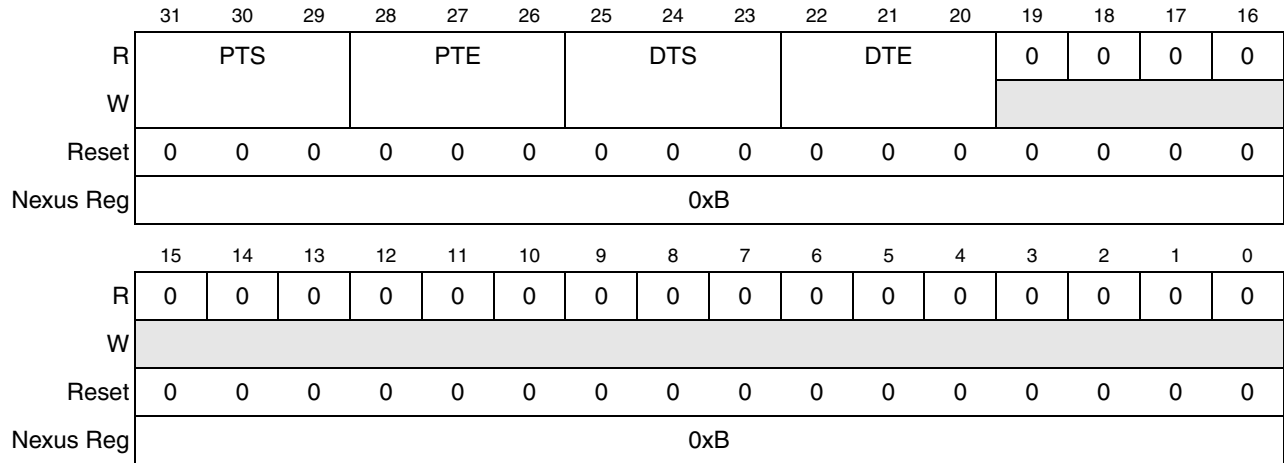 31 30 29 28 27 26 25 24 23 22 21 20 19 18 17 16
R PTS PTE DTS DTE 0 0 0 0
W
Reset 0 0 0 0 0 0 0 0 0 0 0 0 0 0 0 0
Nexus Reg 0xB
15 14 13 12 11 10 9 8 7 6 5 4 3 2 1 0
R 0 0 0 0 0 0 0 0 0 0 0 0 0 0 0 0
W
Reset 0 0 0 0 0 0 0 0 0 0 0 0 0 0 0 0
Nexus Reg 0xB